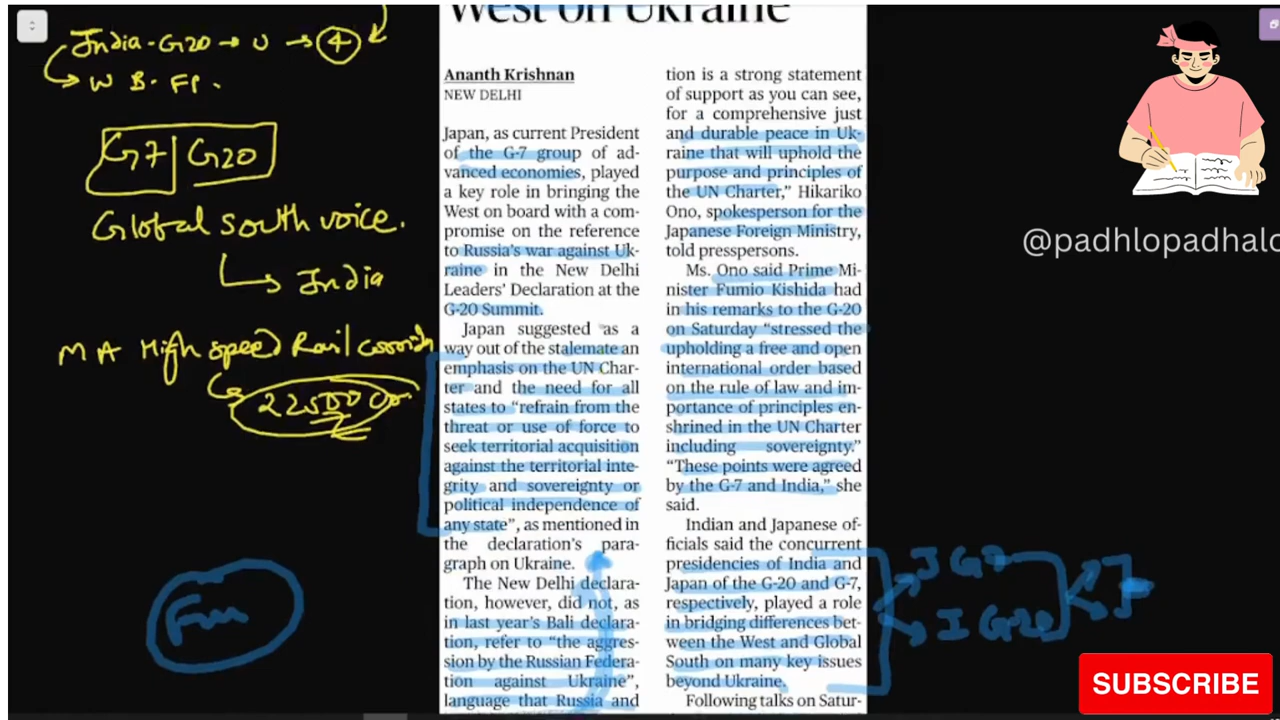 India-G20 → U → 4
→ W B. FP.
G7 | G20
Global South voice.
→ India
MA High speed Rail
Fm
West on Ukraine
Ananth Krishnan
NEW DELHI
Japan, as current President
of the G-7 group of ad-
vanced economies, played
a key role in bringing the
West on board with a com-
promise on the reference
to Russia's war against Uk-
raine in the New Delhi
Leaders' Declaration at the
G-20 Summit.
Japan suggested as a
way out of the stalemate an
emphasis on the UN Char-
ter and the need for all
states to “refrain from the
threat or use of force to
seek territorial acquisition
against the territorial inte-
grity and sovereignty or
political independence of
any state”, as mentioned in
the declaration's para-
graph on Ukraine.
The New Delhi declara-
tion, however, did not, as
in last year's Bali declara-
tion, refer to “the aggres-
sion by the Russian Federa-
tion against Ukraine”,
language that Russia and
tion is a strong statement
of support as you can see,
for a comprehensive just
and durable peace in Uk-
raine that will uphold the
purpose and principles of
the UN Charter,” Hikariko
Ono, spokesperson for the
Japanese Foreign Ministry,
told presspersons.
Ms. Ono said Prime Mi-
nister Fumio Kishida had
in his remarks to the G-20
on Saturday “stressed the
upholding a free and open
international order based
on the rule of law and im-
portance of principles en-
shrined in the UN Charter
including sovereignty.”
“These points were agreed
by the G-7 and India,” she
said.
Indian and Japanese of-
ficials said the concurrent
presidencies of India and
Japan of the G-20 and G-7,
respectively, played a role
in bridging differences bet-
ween the West and Global
South on many key issues
beyond Ukraine.
Following talks on Satur-
J G7
I G20
@padhlopadhalo
SUBSCRIBE